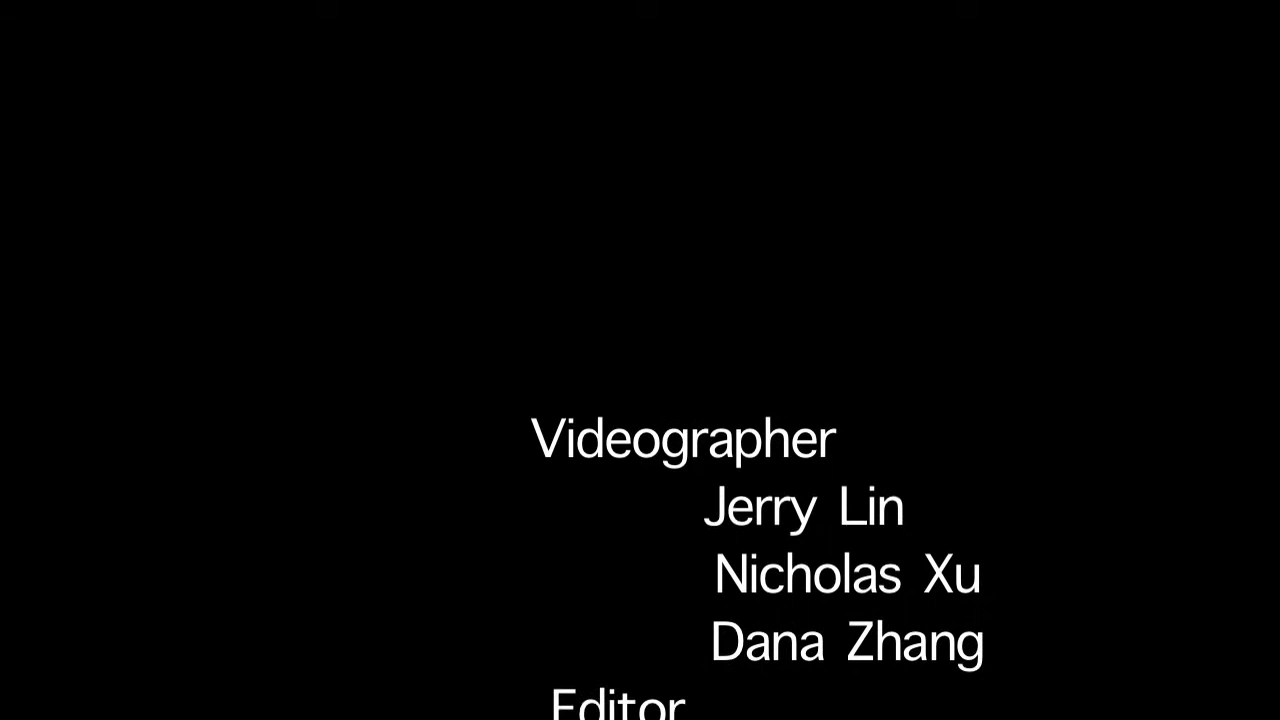 Videographer
Jerry Lin
Nicholas Xu
Dana Zhang
Editor